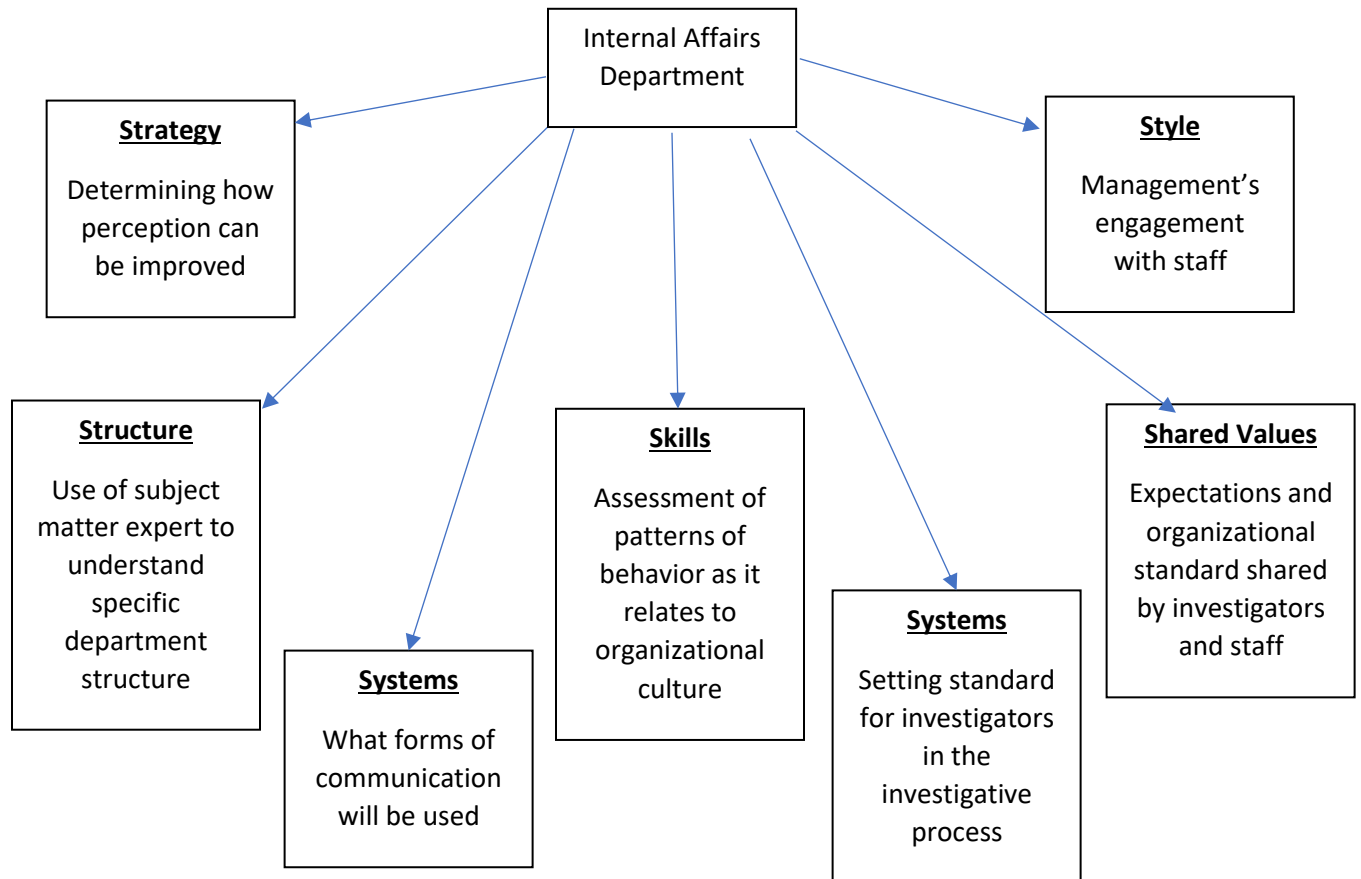 Internal Affairs
Department
Strategy
Determining how
perception can
be improved
Style
Management’s
engagement
with staff
Structure
Use of subject
matter expert to
understand
specific
department
structure
Systems
What forms of
communication
will be used
Skills
Assessment of
patterns of
behavior as it
relates to
organizational
culture
Systems
Setting standard
for investigators
in the
investigative
process
Shared Values
Expectations and
organizational
standard shared
by investigators
and staff